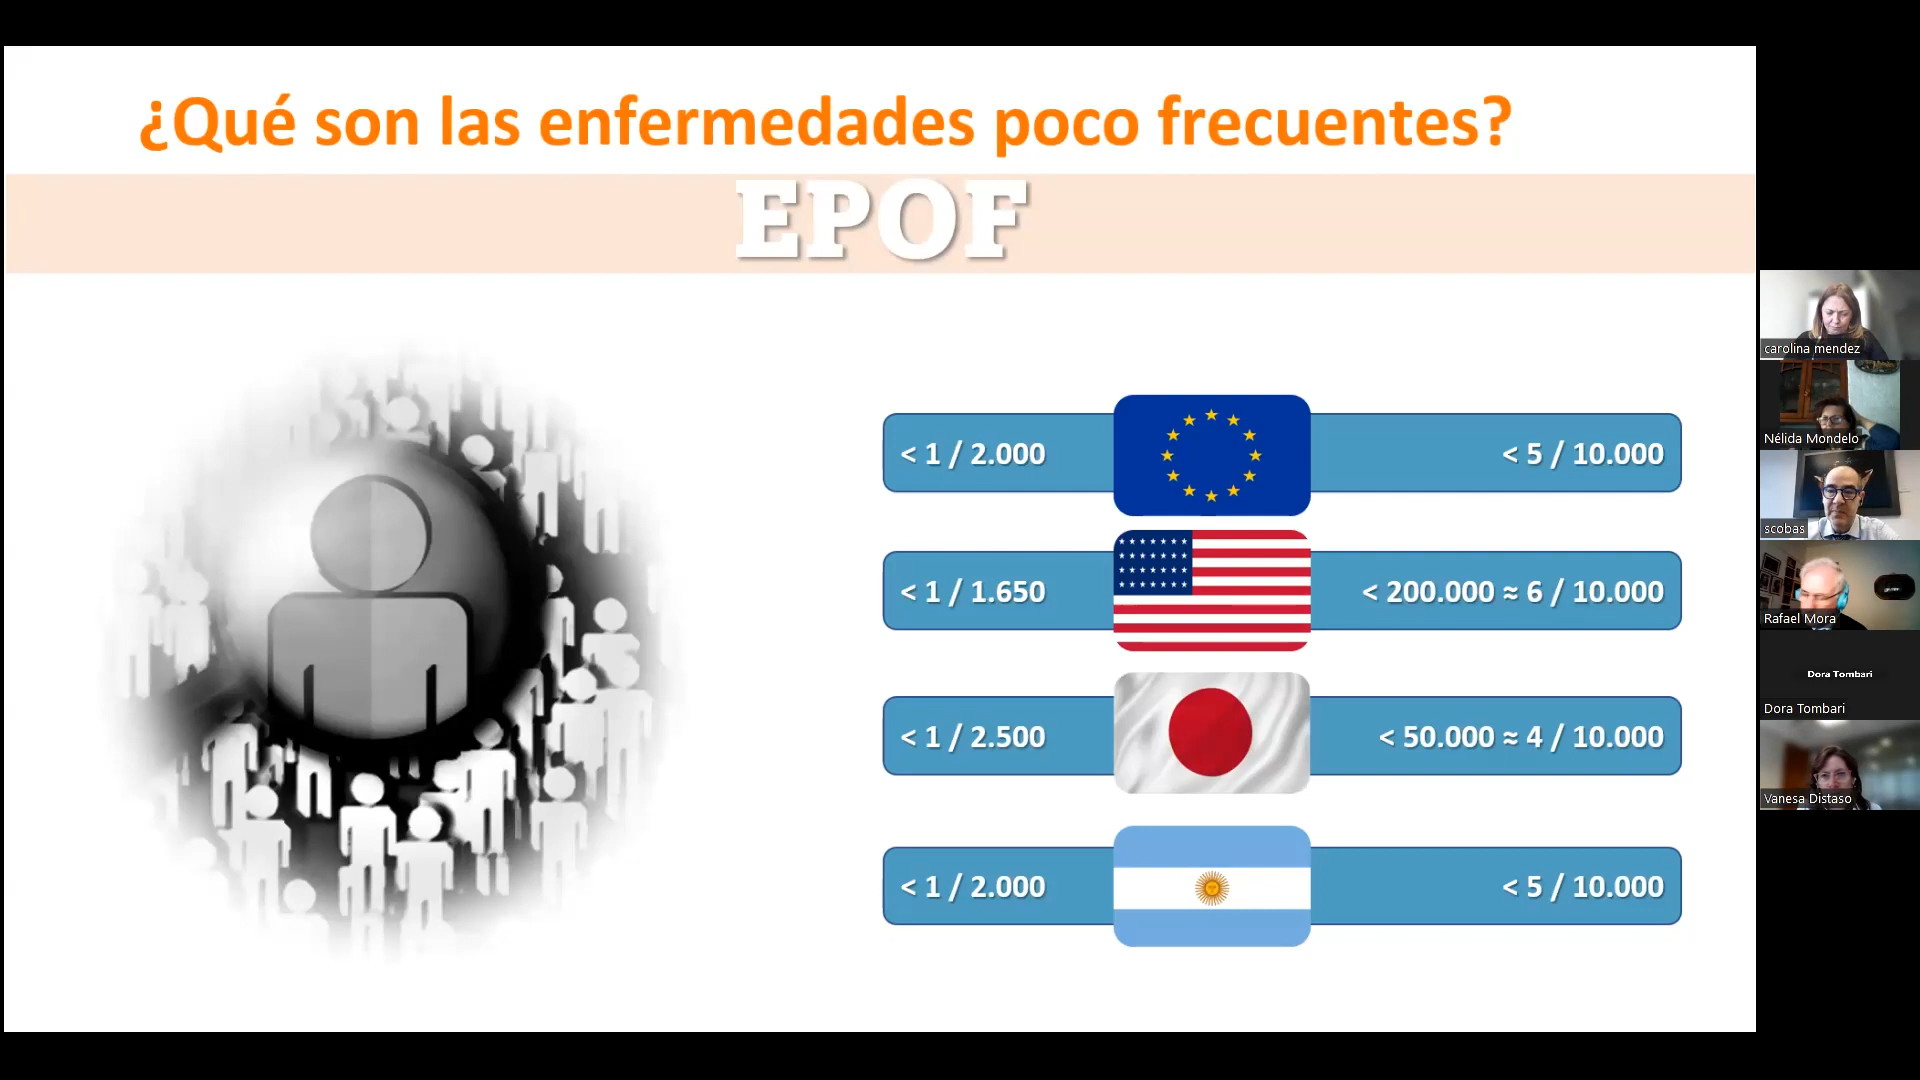 ¿Qué son las enfermedades poco frecuentes?
EPOF
< 1 / 2.000 < 5 / 10.000
< 1 / 1.650 < 200.000 ≈ 6 / 10.000
< 1 / 2.500 < 50.000 ≈ 4 / 10.000
< 1 / 2.000 < 5 / 10.000
carolina mendez
Nélida Mondelo
scobas
Rafael Mora
Dora Tombari
Dora Tombari
Vanesa Distaso